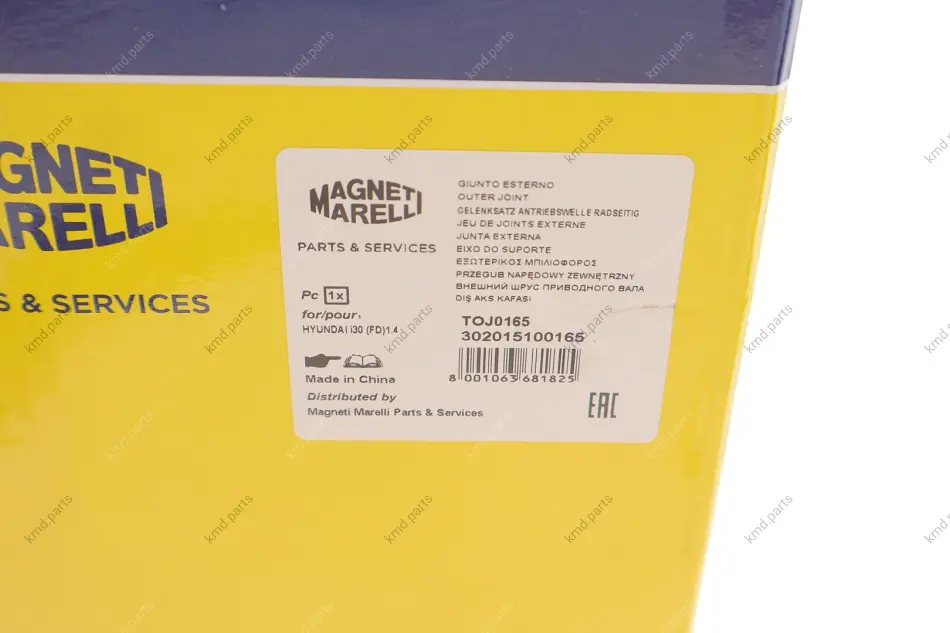 GNETI
ARELLI
S & SERVICES
MAGNETI
MARELLI
PARTS & SERVICES
Pc 1x
for/pour:
HYUNDAI i30 (FD)1.4
Made in China
Distributed by
Magneti Marelli Parts & Services
GIUNTO ESTERNO
OUTER JOINT
GELENKSATZ ANTRIEBSWELLE RADSEITIG
JEU DE JOINTS EXTERNE
JUNTA EXTERNA
EIXO DO SUPORTE
ΕΞΩΤΕΡΙΚΟΣ ΜΠΙΛΙΟΦΟΡΟΣ
PRZEGUB NAPĘDOWY ZEWNĘTRZNY
ВНЕШНИЙ ШРУС ПРИВОДНОГО ВАЛА
DIŞ AKS KAFASI
TOJ0165
302015100165
8 001063 681825
EAC
kmd.parts